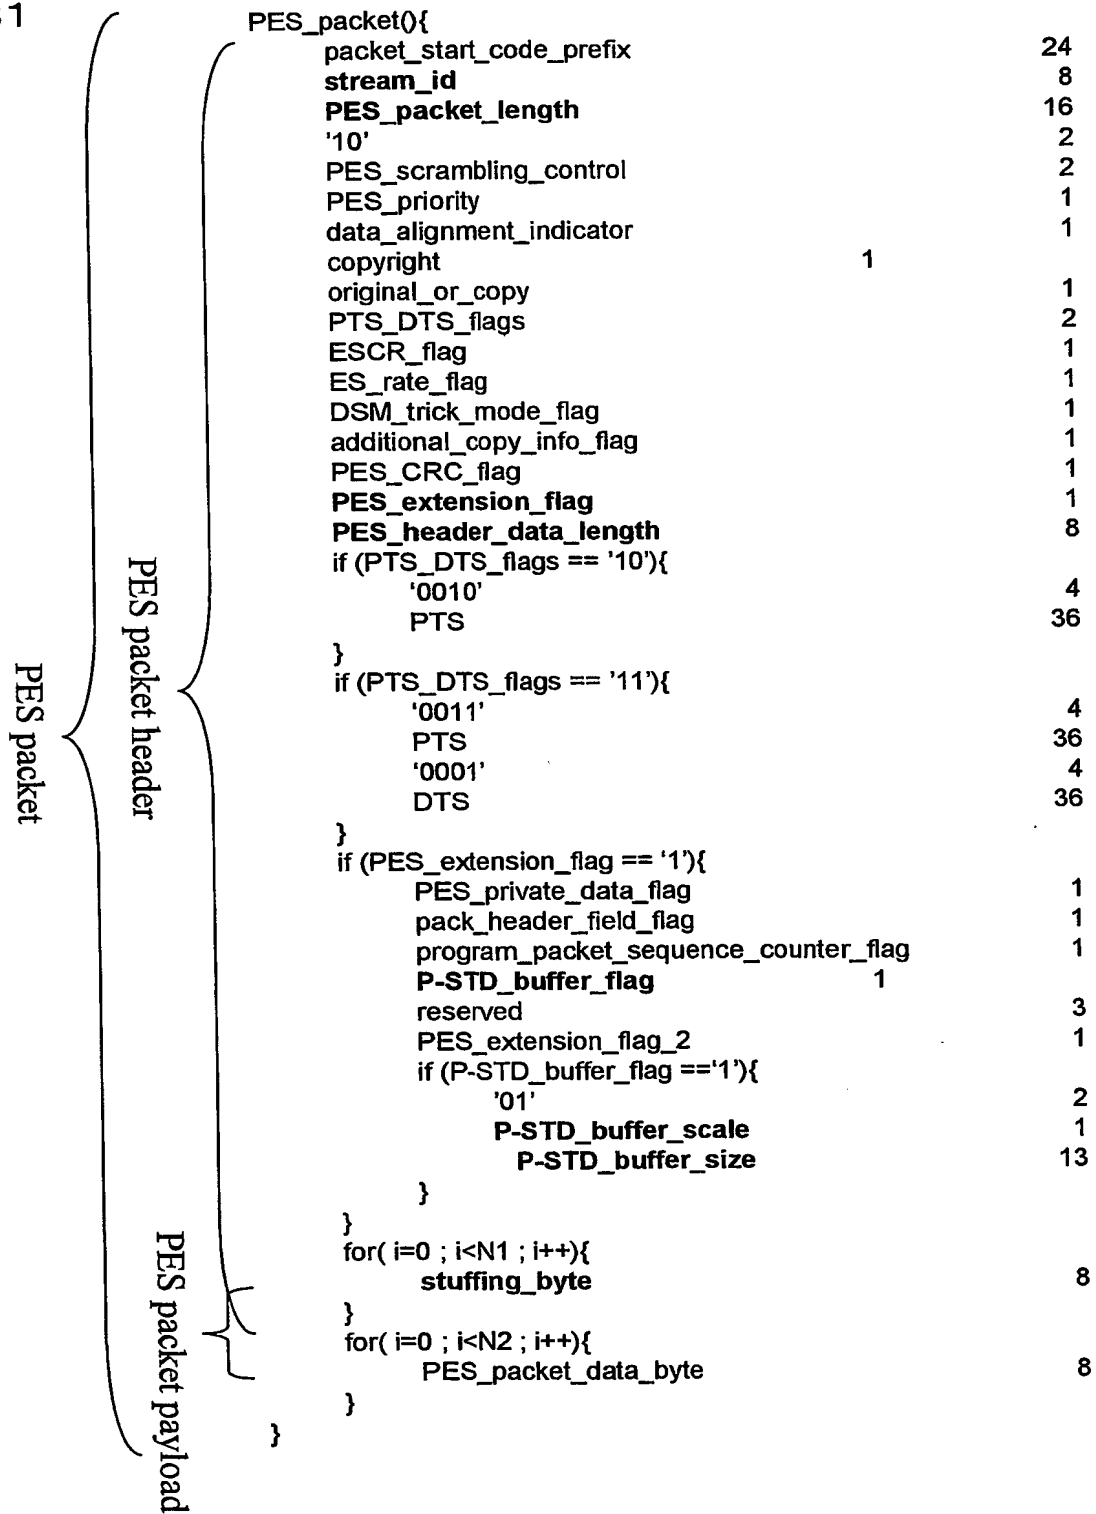 31
PES_packet(){
packet_start_code_prefix 24
stream_id 8
PES_packet_length 16
'10' 2
PES_scrambling_control 2
PES_priority 1
data_alignment_indicator 1
copyright 1
original_or_copy 1
PTS_DTS_flags 2
ESCR_flag 1
ES_rate_flag 1
DSM_trick_mode_flag 1
additional_copy_info_flag 1
PES_CRC_flag 1
PES_extension_flag 1
PES_header_data_length 8
if (PTS_DTS_flags == '10'){
'0010' 4
PTS 36
}
if (PTS_DTS_flags == '11'){
'0011' 4
PTS 36
'0001' 4
DTS 36
}
if (PES_extension_flag == '1'){
PES_private_data_flag 1
pack_header_field_flag 1
program_packet_sequence_counter_flag 1
P-STD_buffer_flag 1
reserved 3
PES_extension_flag_2 1
if (P-STD_buffer_flag =='1'){
'01' 2
P-STD_buffer_scale 1
P-STD_buffer_size 13
}
}
for( i=0 ; i<N1 ; i++){
stuffing_byte 8
}
for( i=0 ; i<N2 ; i++){
PES_packet_data_byte 8
}
}
PES packet header
PES packet
PES packet payload